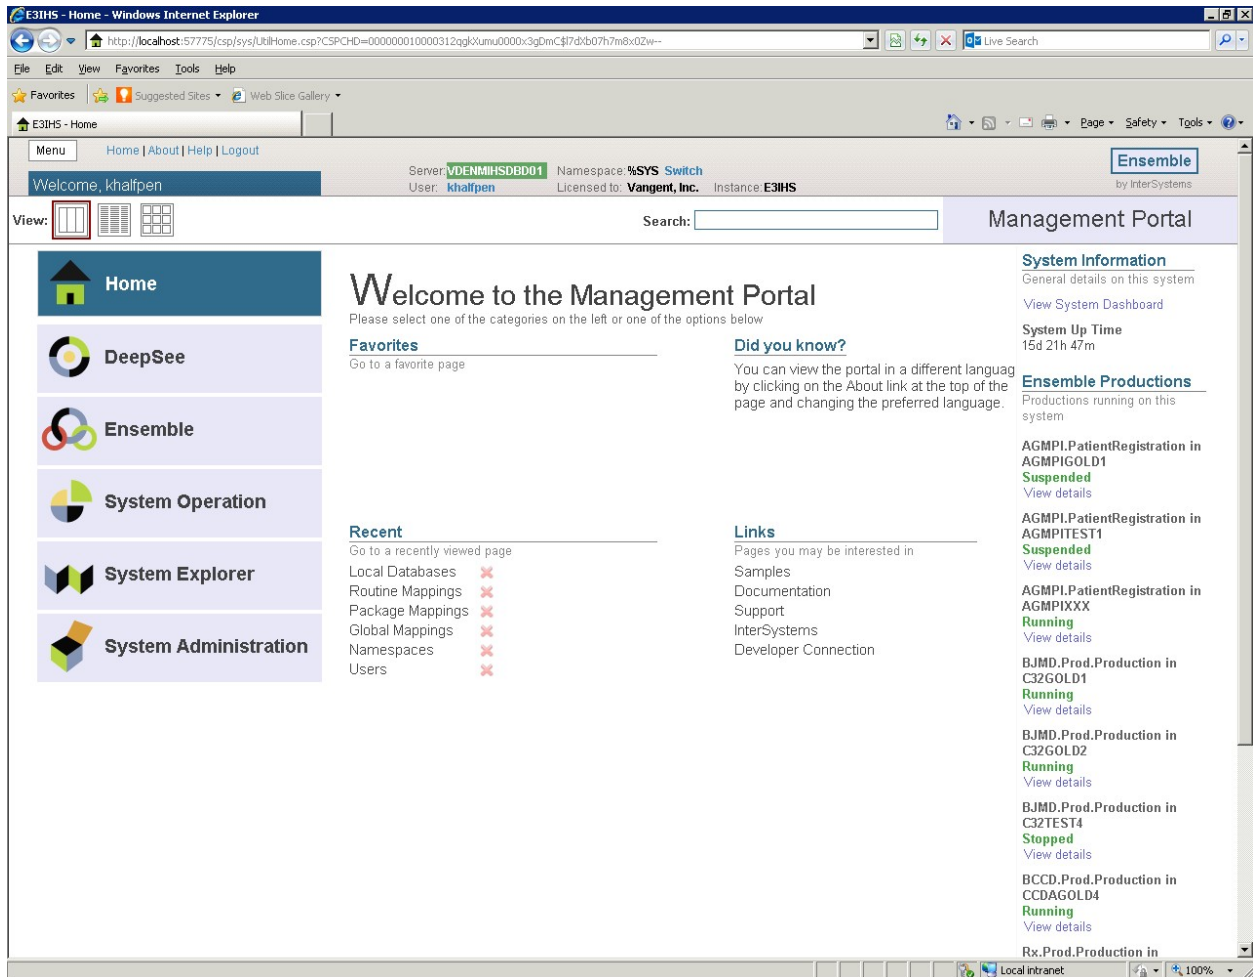 E3IHS - Home - Windows Internet Explorer
http://localhost:57775/csp/sys/UtilHome.csp?CSPCHD=000000010000312qgkXumu0000x3gDmC$l7dXb07h7m8x0Zw--
Live Search
File Edit View Favorites Tools Help
Favorites Suggested Sites Web Slice Gallery
E3IHS - Home
Page Safety Tools
Menu Home | About | Help | Logout
Server: VDENMIHSDBD01 Namespace: %SYS Switch
Ensemble
Welcome, khalfpen
User: khalfpen Licensed to: Vangent, Inc. Instance: E3IHS
by InterSystems
View:
Search:
Management Portal
Home
DeepSee
Ensemble
System Operation
System Explorer
System Administration
Welcome to the Management Portal
Please select one of the categories on the left or one of the options below
Favorites
Go to a favorite page
Did you know?
You can view the portal in a different languag
by clicking on the About link at the top of the
page and changing the preferred language.
Recent
Go to a recently viewed page
Local Databases
Routine Mappings
Package Mappings
Global Mappings
Namespaces
Users
Links
Pages you may be interested in
Samples
Documentation
Support
InterSystems
Developer Connection
System Information
General details on this system
View System Dashboard
System Up Time
15d 21h 47m
Ensemble Productions
Productions running on this
system
AGMPI.PatientRegistration in
AGMPIGOLD1
Suspended
View details
AGMPI.PatientRegistration in
AGMPITEST1
Suspended
View details
AGMPI.PatientRegistration in
AGMPIXXX
Running
View details
BJMD.Prod.Production in
C32GOLD1
Running
View details
BJMD.Prod.Production in
C32GOLD2
Running
View details
BJMD.Prod.Production in
C32TEST4
Stopped
View details
BCCD.Prod.Production in
CCDAGOLD4
Running
View details
Rx.Prod.Production in
Local intranet
100%